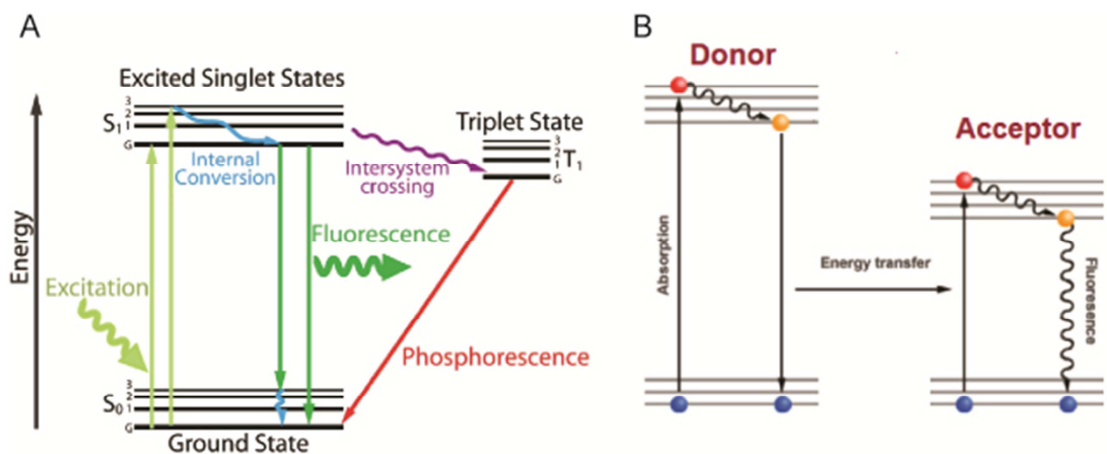 A
Excited Singlet States
3
2
S1 1
G
Internal
Conversion
Intersystem
crossing
Triplet State
3
2
1 T1
G
Energy
Excitation
Fluorescence
Phosphorescence
3
2
S0 1
G
Ground State
B
Donor
Acceptor
Absorption
Energy transfer
Fluoresence